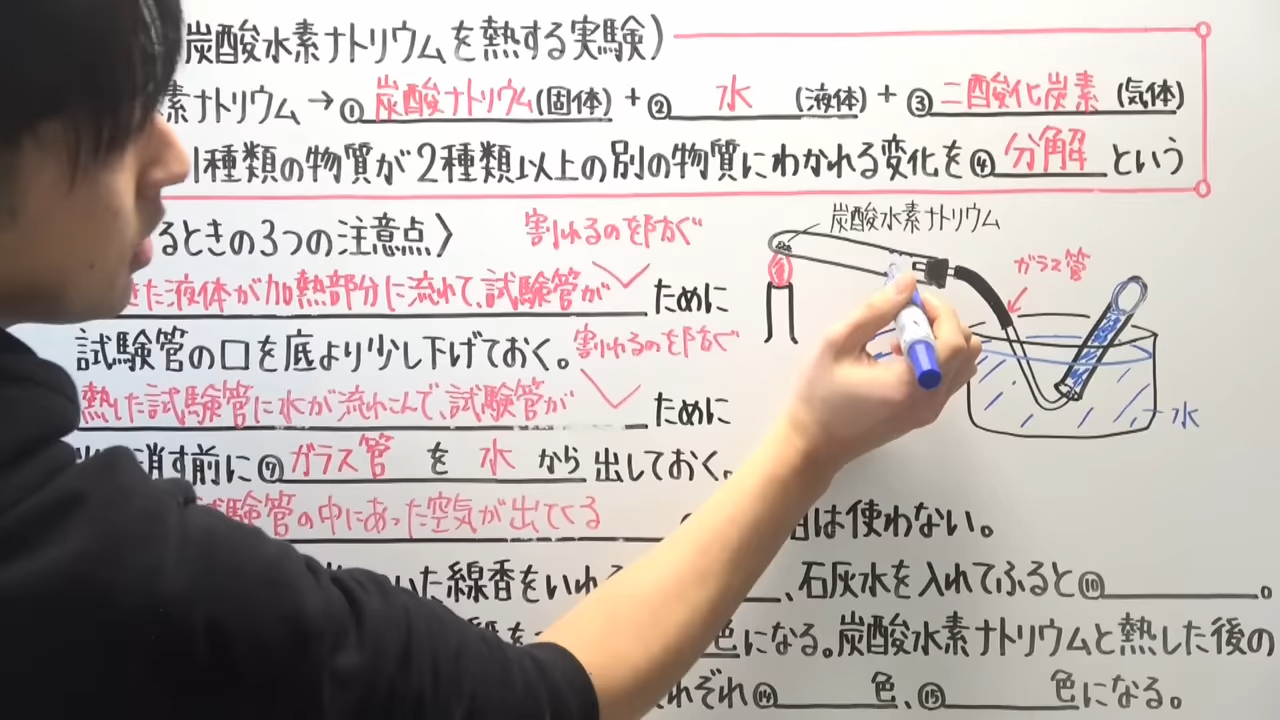 炭酸水素ナトリウムを熱する実験)
素ナトリウム → ① 炭酸ナトリウム(固体) + ② 水 (液体) + ③ 二酸化炭素 (気体)
1種類の物質が2種類以上の別の物質にわかれる変化を④ 分解 という
るときの3つの注意点〉
割れるのを防ぐ
きた液体が加熱部分に流れて、試験管が ために
試験管の口を底より少し下げておく。
割れるのを防ぐ
熱した試験管に水が流れこんで、試験管が ために
消す前に⑦ ガラス管 を 水 から 出しておく。
試験管の中にあった空気が出てくる
は使わない。
いた線香をいれる
、石灰水を入れてふると⑩ 。
色になる。炭酸水素ナトリウムと熱した後の
れぞれ⑭ 色、⑮ 色になる。
炭酸水素ナトリウム
ガラス管
水